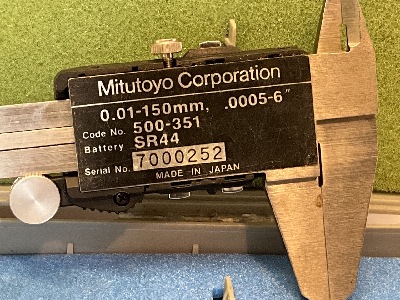 Mitutoyo Corporation
0.01-150mm, .0005-6"
Code No. 500-351
Battery SR44
Serial No. 7000252
MADE IN JAPAN